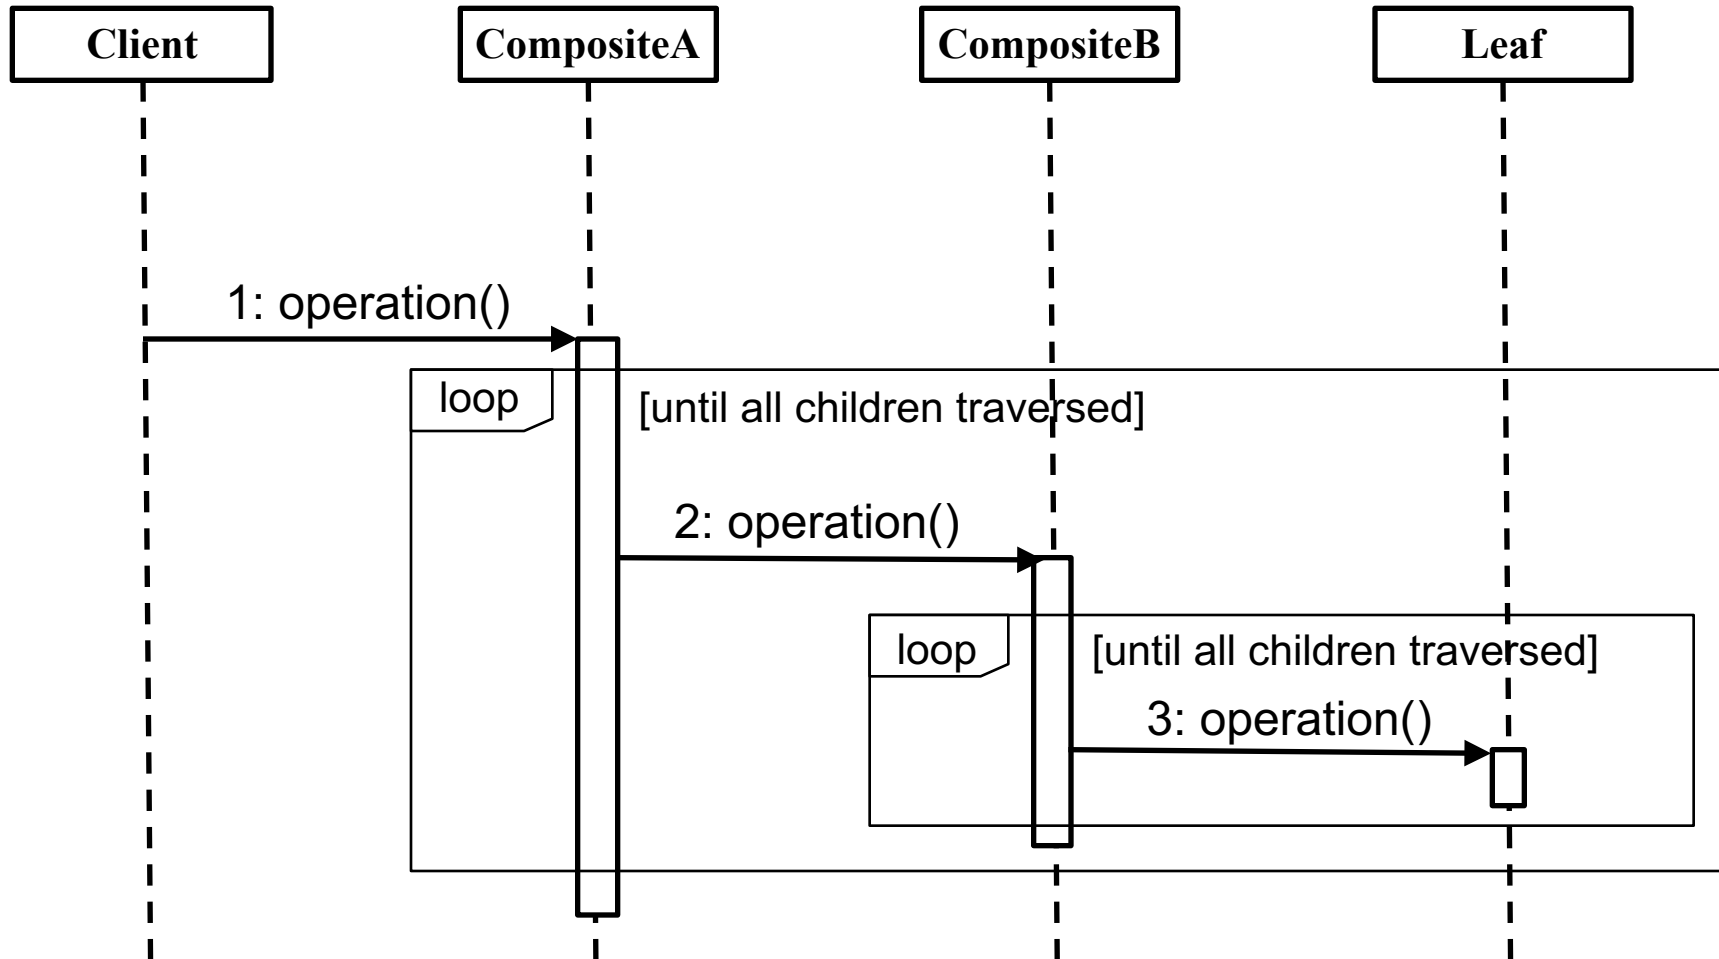 Client
CompositeA
CompositeB
Leaf
1: operation()
loop
[until all children traversed]
2: operation()
loop
[until all children traversed]
3: operation()